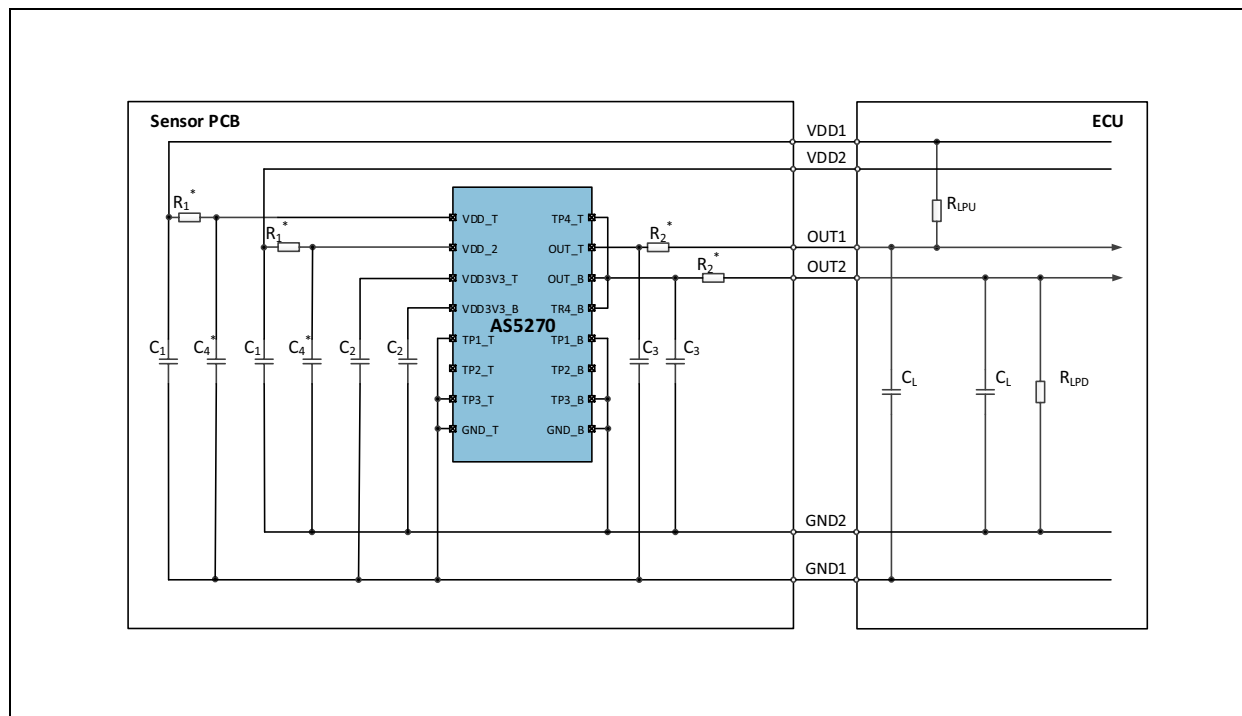 Sensor PCB
ECU
VDD1
VDD2
R1*
R1*
VDD_T
VDD_2
VDD3V3_T
VDD3V3_B
TP1_T
TP2_T
TP3_T
GND_T
TP4_T
OUT_T
OUT_B
TR4_B
AS5270
TP1_B
TP2_B
TP3_B
GND_B
R2*
R2*
OUT1
OUT2
RLPU
C1
C4*
C1
C4*
C2
C2
C3
C3
CL
CL
RLPD
GND2
GND1